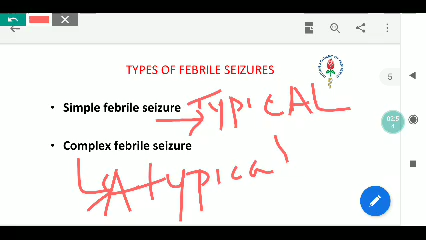 TYPES OF FEBRILE SEIZURES
5
• Simple febrile seizure → TYPICAL
02:5
• Complex febrile seizure
Atypical